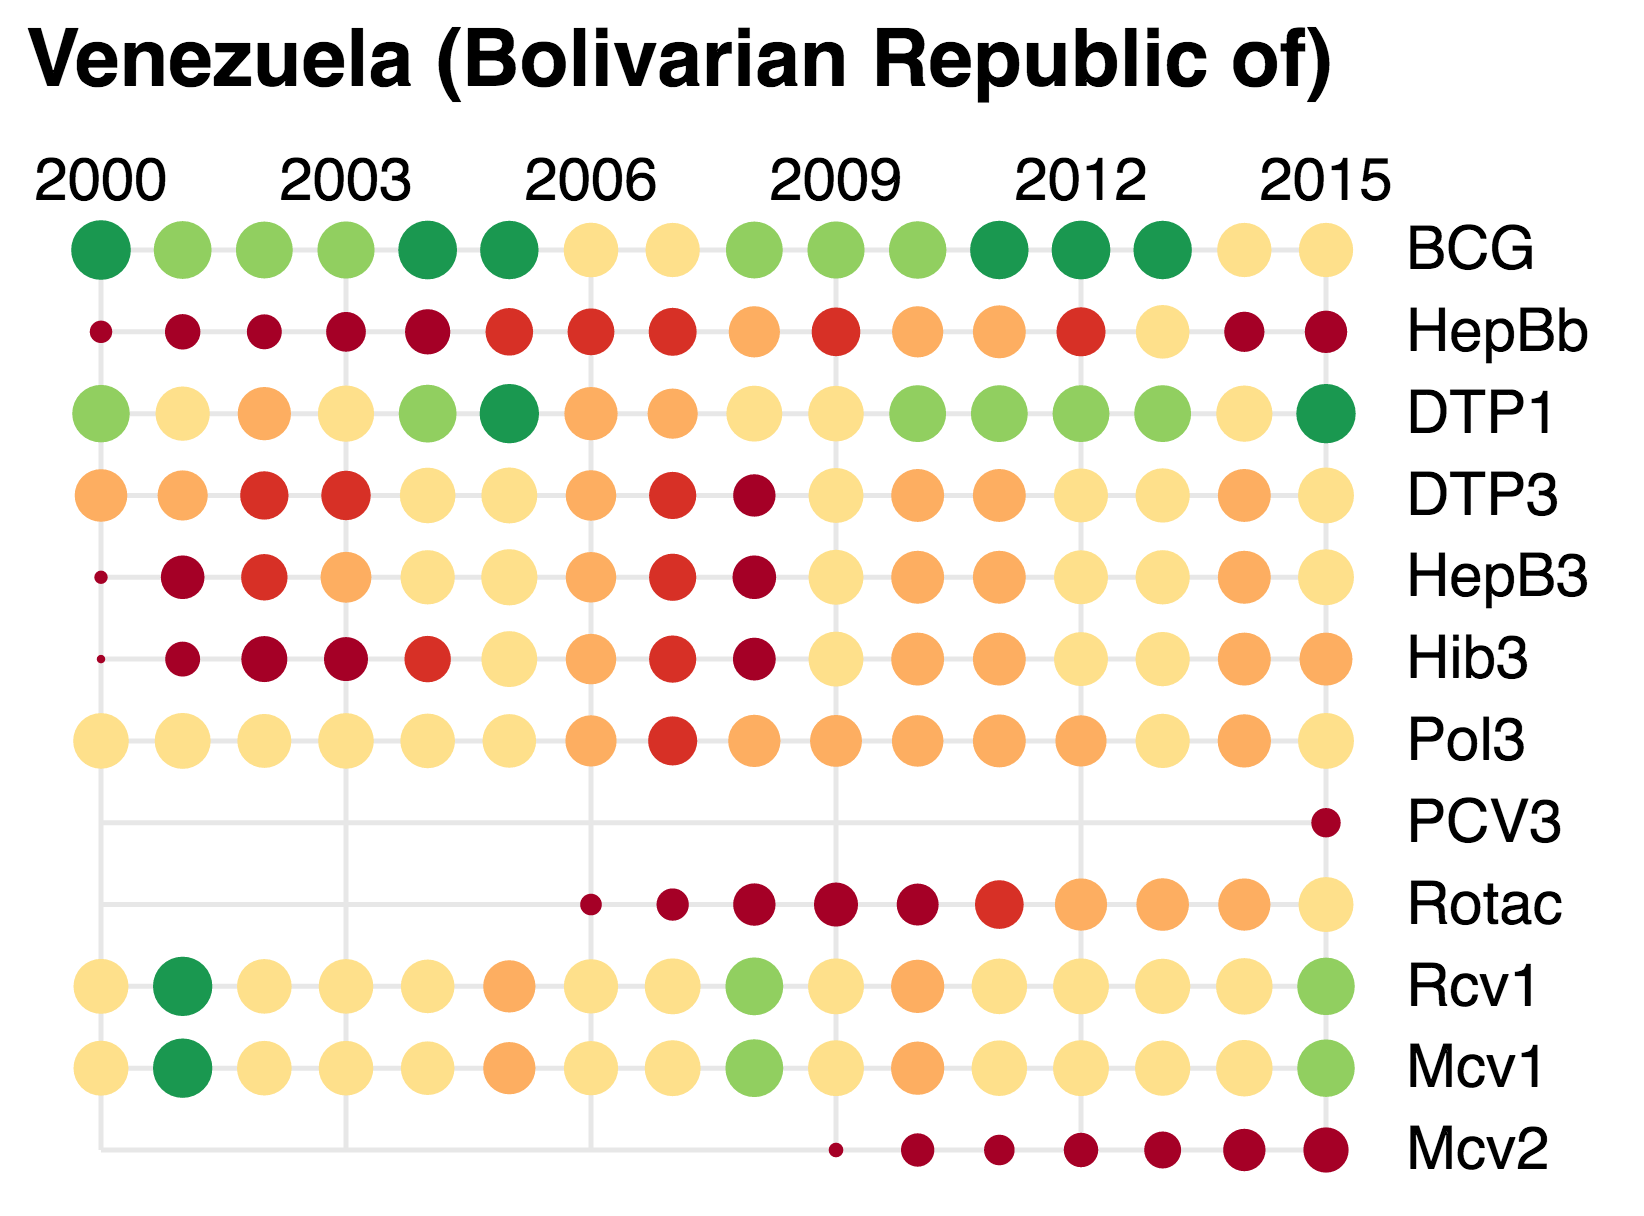 Venezuela (Bolivarian Republic of)
2000 2003 2006 2009 2012 2015
BCG
HepBb
DTP1
DTP3
HepB3
Hib3
Pol3
PCV3
Rotac
Rcv1
Mcv1
Mcv2